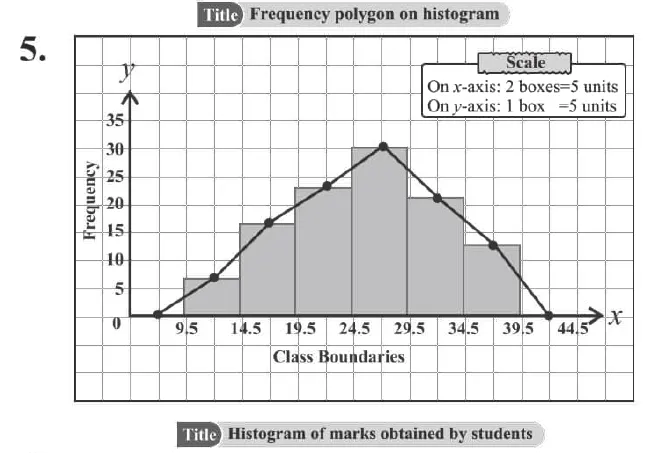 Title Frequency polygon on histogram
5.
Scale
On x-axis: 2 boxes=5 units
On y-axis: 1 box =5 units
y
35
30
25
20
15
10
5
0
Frequency
9.5 14.5 19.5 24.5 29.5 34.5 39.5 44.5
x
Class Boundaries
Title Histogram of marks obtained by students